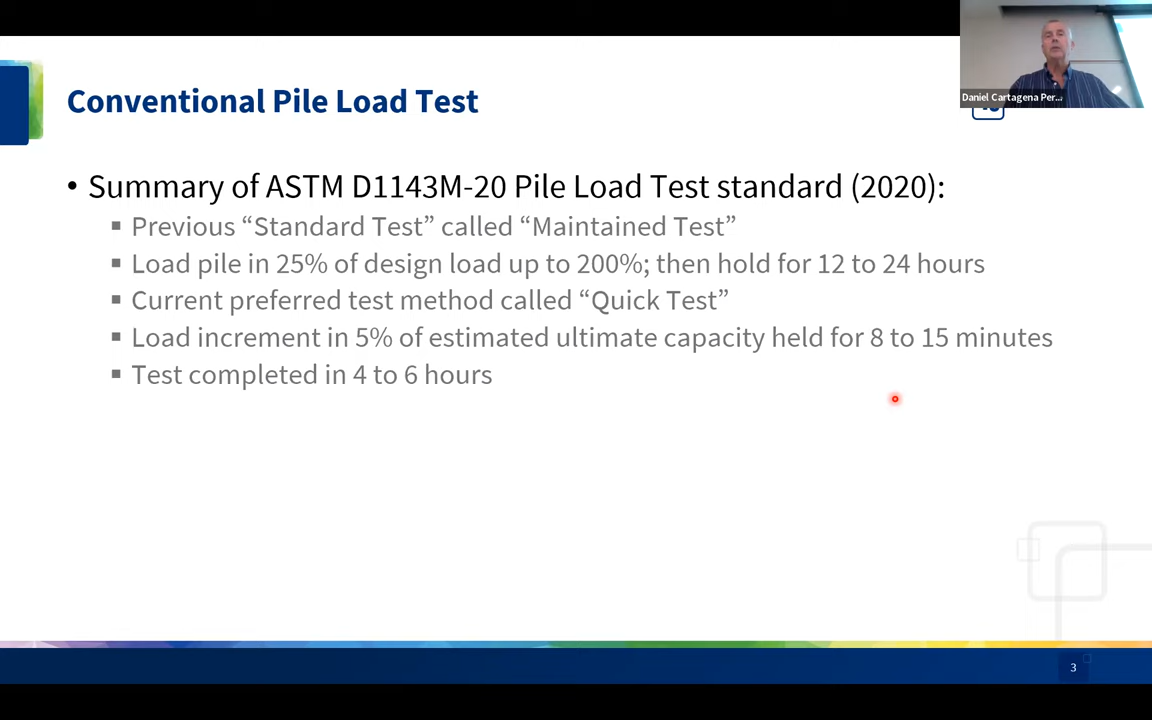 Conventional Pile Load Test
Daniel Cartagena Per...
• Summary of ASTM D1143M-20 Pile Load Test standard (2020):
▪ Previous “Standard Test” called “Maintained Test”
▪ Load pile in 25% of design load up to 200%; then hold for 12 to 24 hours
▪ Current preferred test method called “Quick Test”
▪ Load increment in 5% of estimated ultimate capacity held for 8 to 15 minutes
▪ Test completed in 4 to 6 hours
3